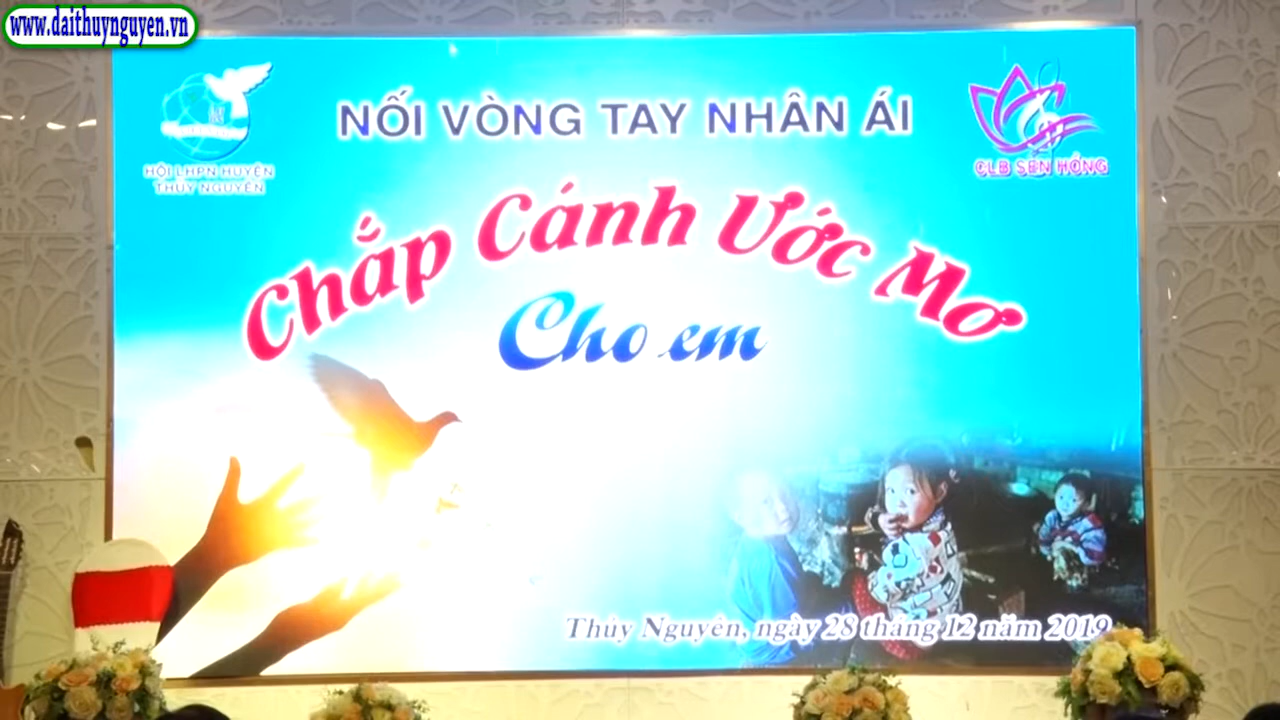 www.daithuynguyen.vn
HỘI LHPN HUYỆN
THỦY NGUYÊN
NỐI VÒNG TAY NHÂN ÁI
CLB SEN HỒNG
Chắp Cánh Ước Mơ
Cho em
Thủy Nguyên, ngày 28 tháng 12 năm 2019